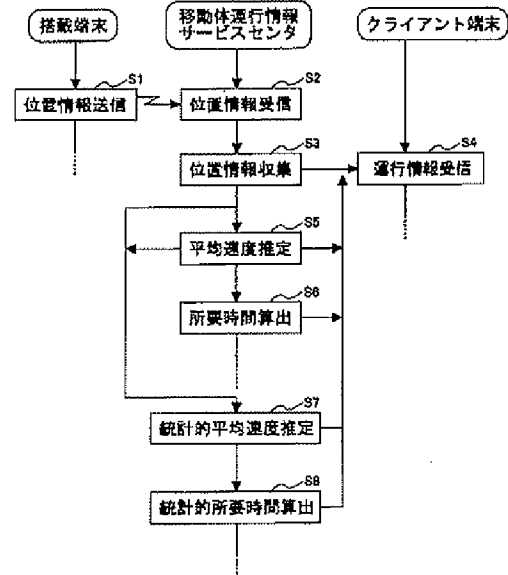 搭載端末
移動体運行情報
サービスセンタ
クライアント端末
S1
位置情報送信
S2
位置情報受信
S3
位置情報収集
S4
運行情報受信
S5
平均速度推定
S6
所要時間算出
S7
統計的平均速度推定
S8
統計的所要時間算出